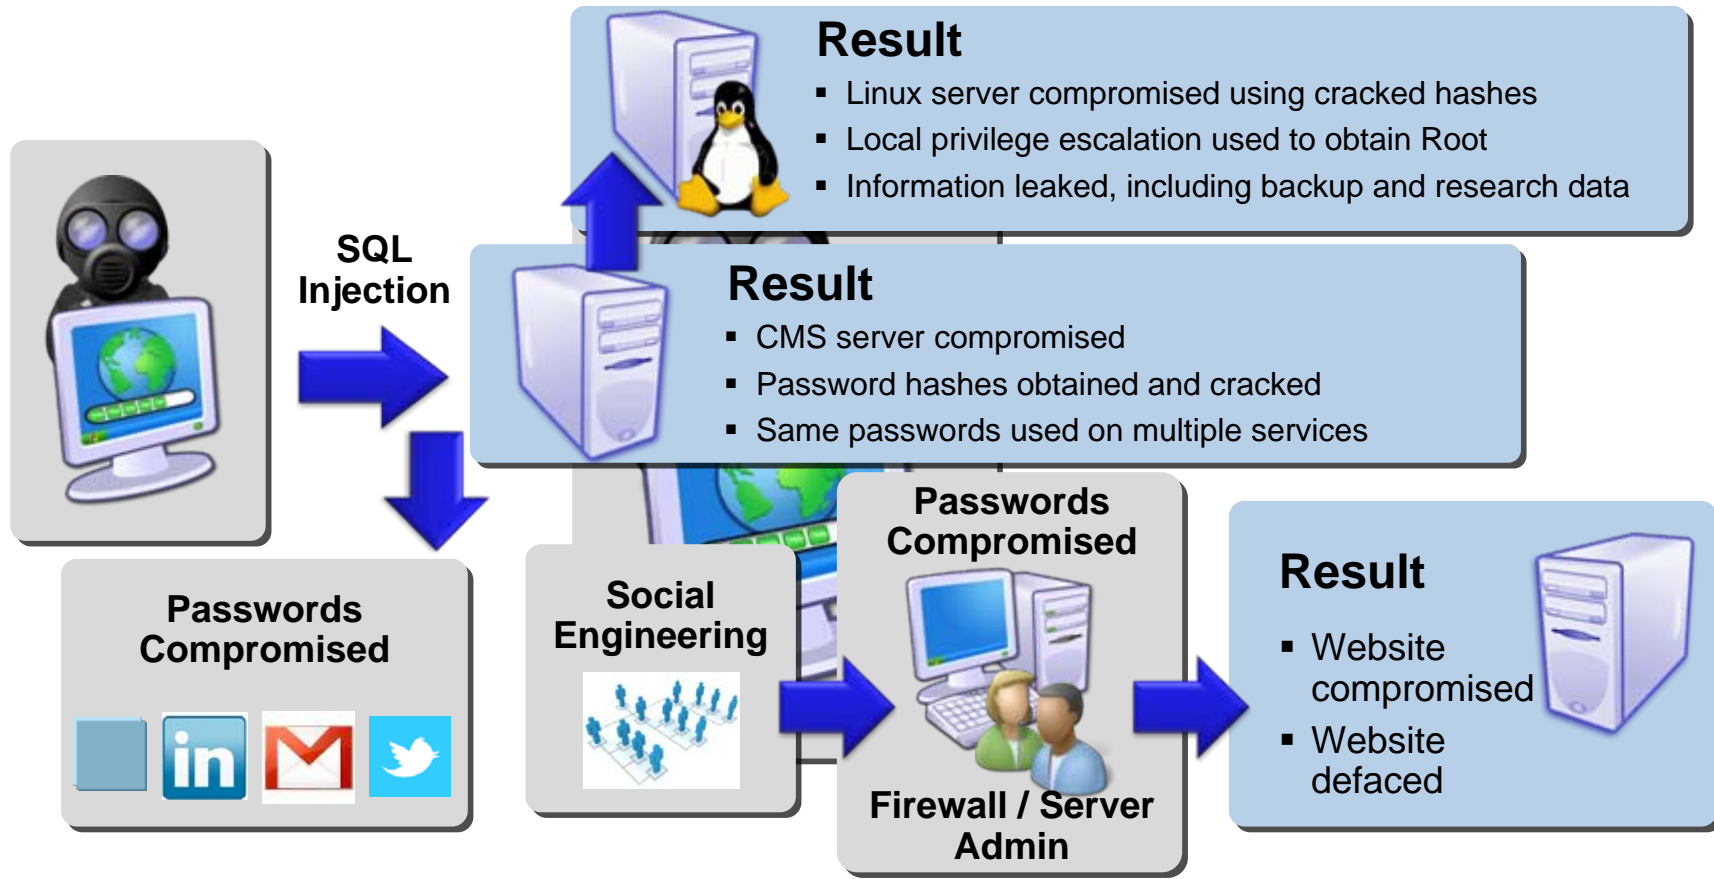 Result
▪ Linux server compromised using cracked hashes
▪ Local privilege escalation used to obtain Root
▪ Information leaked, including backup and research data
SQL
Injection
Result
▪ CMS server compromised
▪ Password hashes obtained and cracked
▪ Same passwords used on multiple services
Passwords
Compromised
in
Social
Engineering
Passwords
Compromised
Firewall / Server
Admin
Result
▪ Website
compromised
▪ Website
defaced